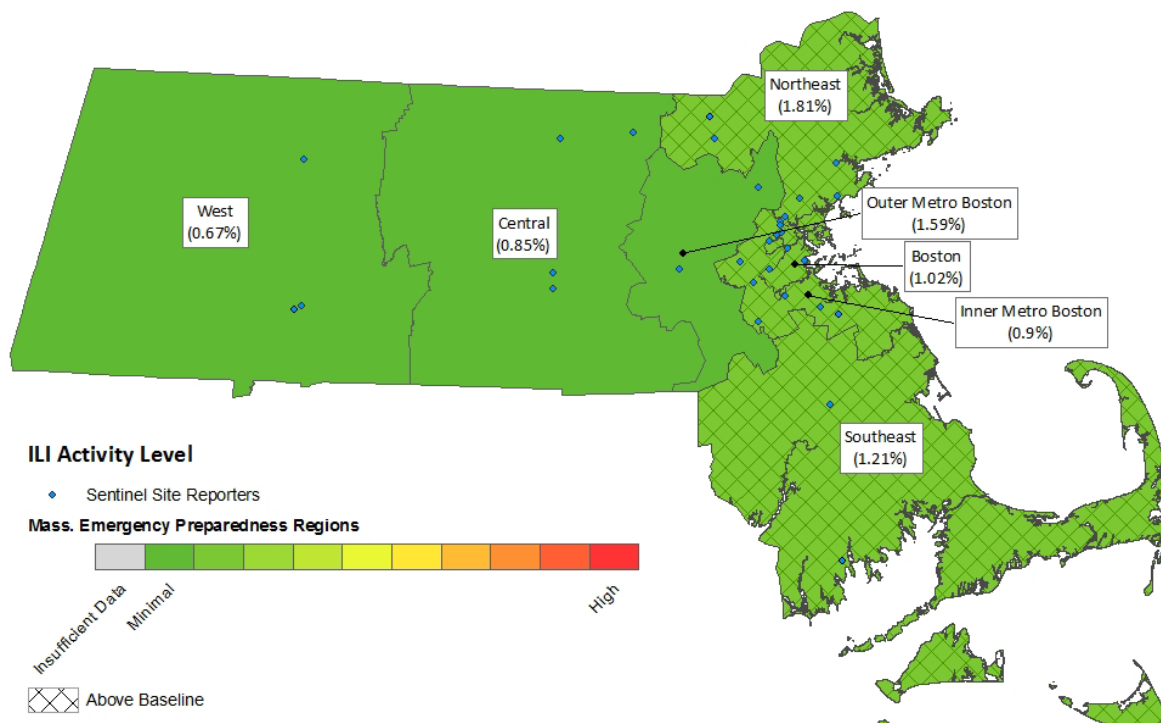 Northeast
(1.81%)
West
(0.67%)
Central
(0.85%)
Outer Metro Boston
(1.59%)
Boston
(1.02%)
Inner Metro Boston
(0.9%)
Southeast
(1.21%)
ILI Activity Level
Sentinel Site Reporters
Mass. Emergency Preparedness Regions
Insufficient Data
Minimal
High
Above Baseline